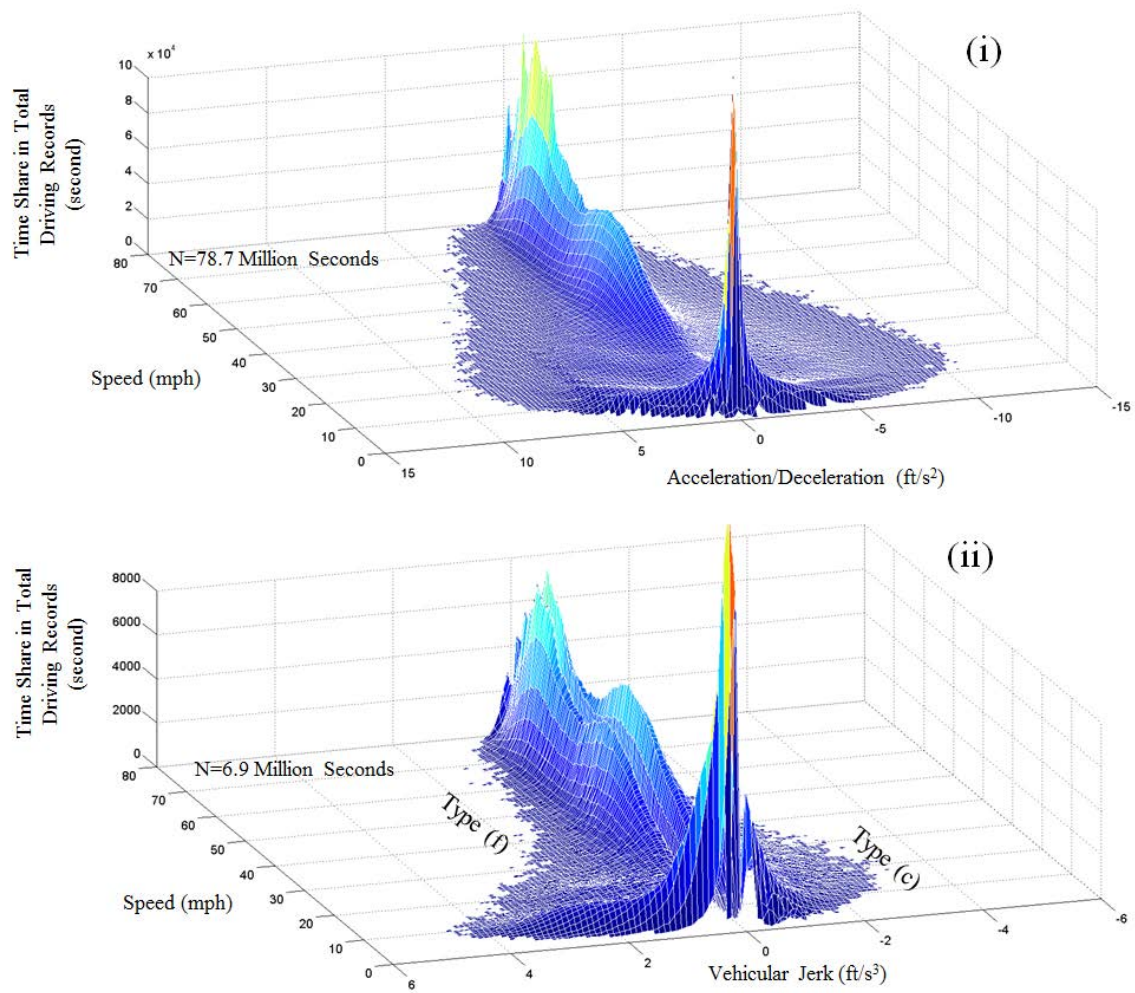 (i)
x 10⁴
10
8
6
4
2
0
Time Share in Total
Driving Records
(second)
N=78.7 Million Seconds
80
70
60
50
40
30
20
10
0
Speed (mph)
15
10
5
0
-5
-10
-15
Acceleration/Deceleration (ft/s²)
(ii)
8000
6000
4000
2000
0
Time Share in Total
Driving Records
(second)
N=6.9 Million Seconds
Type (f)
Type (c)
80
70
60
50
40
30
20
10
0
Speed (mph)
6
4
2
0
-2
-4
-6
Vehicular Jerk (ft/s³)